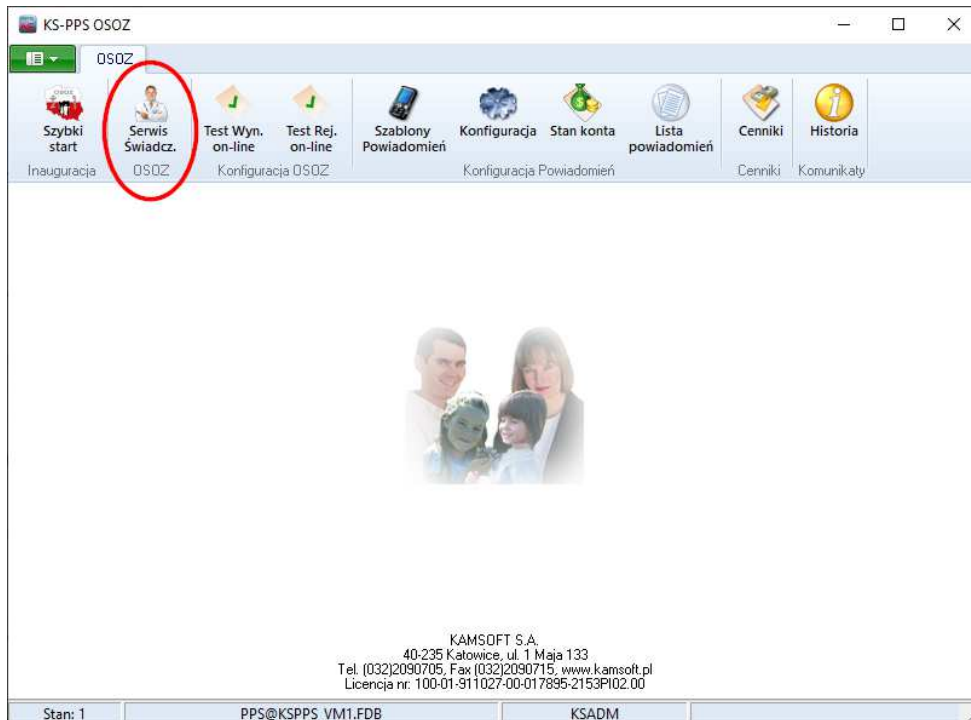 KS-PPS OSOZ
OSOZ
Szybki start
Serwis Świadcz.
Test Wyn. on-line
Test Rej. on-line
Szablony Powiadomień
Konfiguracja
Stan konta
Lista powiadomień
Cenniki
Historia
Inauguracja
OSOZ
Konfiguracja OSOZ
Konfiguracja Powiadomień
Cenniki
Komunikaty
KAMSOFT S.A.
40-235 Katowice, ul. 1 Maja 133
Tel. (032)2090705, Fax (032)2090715, www.kamsoft.pl
Licencja nr: 100-01-911027-00-017895-2153PI02.00
Stan: 1
PPS@KSPPS_VM1.FDB
KSADM